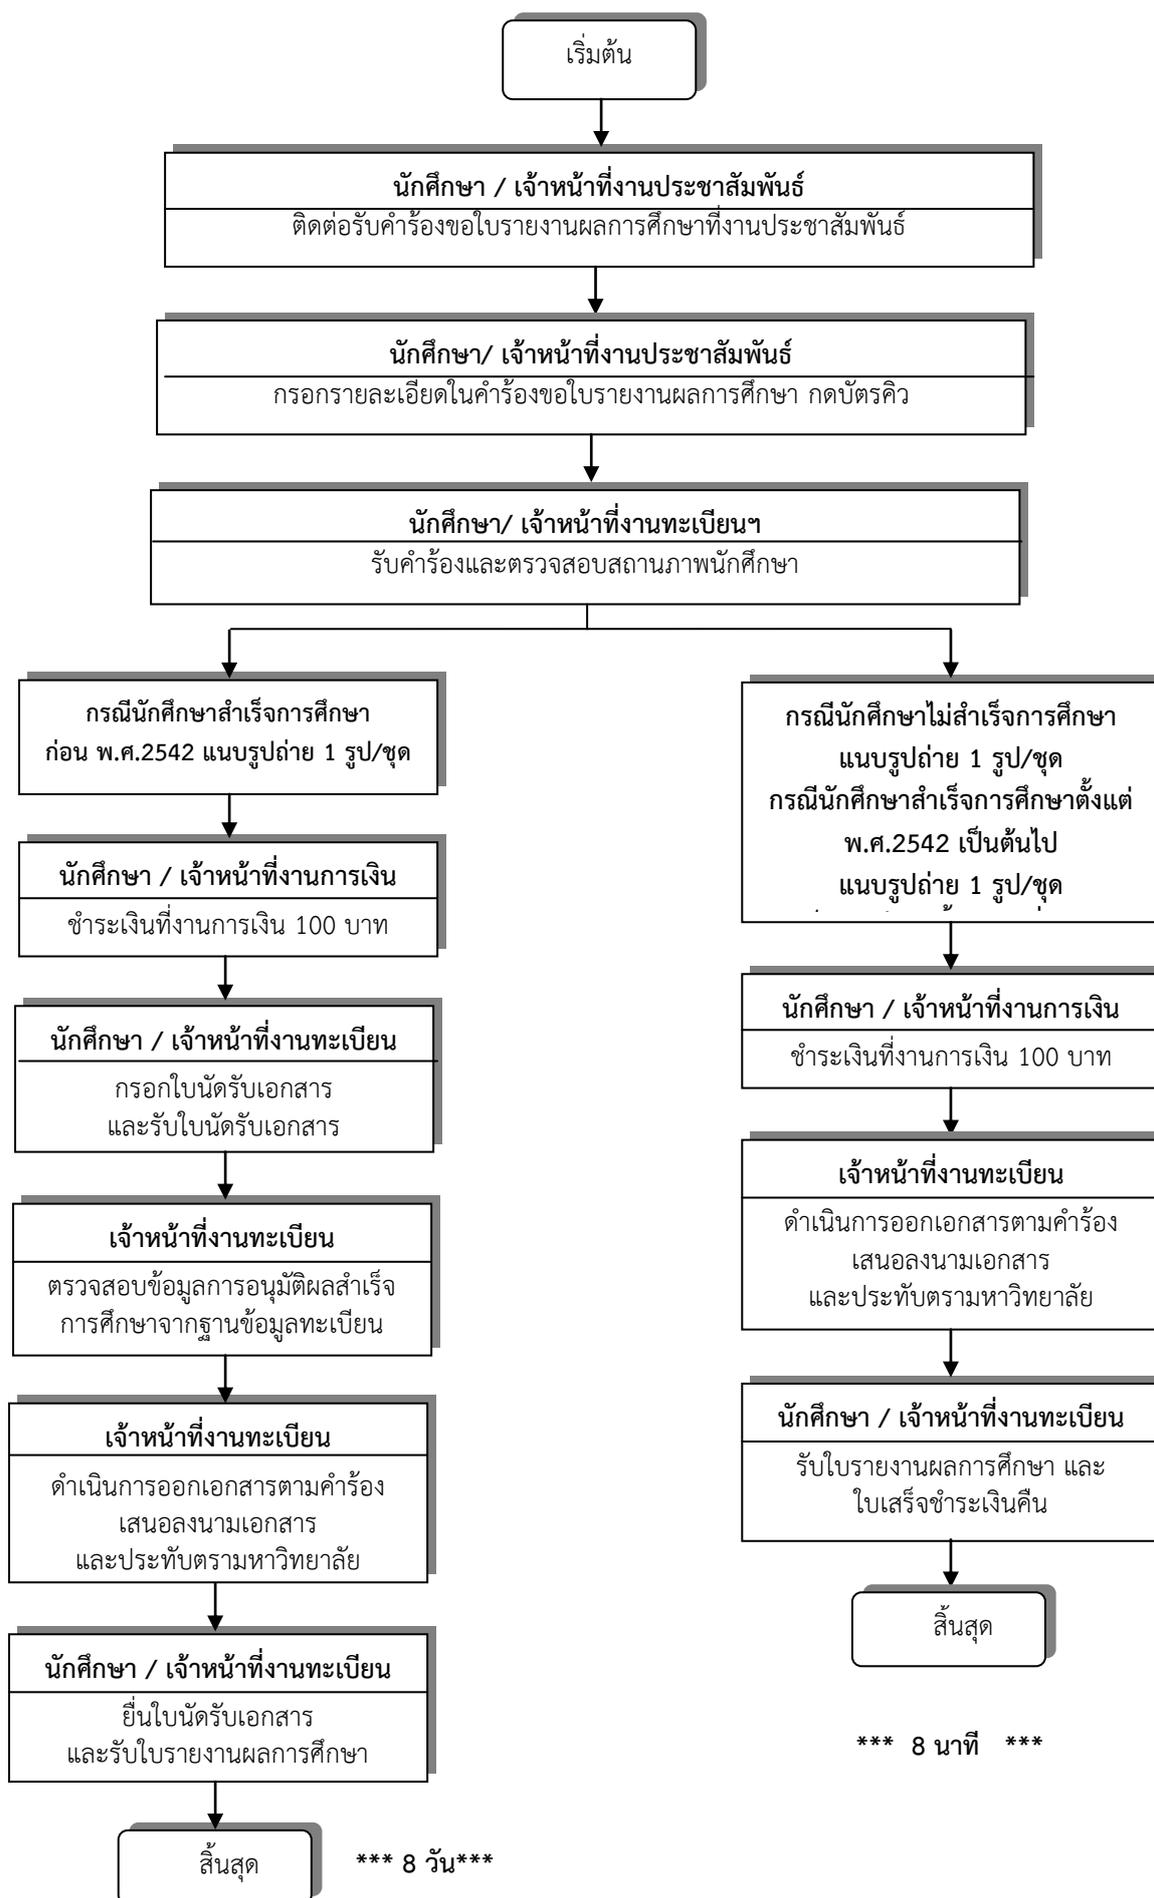 เริ่มต้น
นักศึกษา / เจ้าหน้าที่งานประชาสัมพันธ์
ติดต่อรับคำร้องขอใบรายงานผลการศึกษาที่งานประชาสัมพันธ์
นักศึกษา/ เจ้าหน้าที่งานประชาสัมพันธ์
กรอกรายละเอียดในคำร้องขอใบรายงานผลการศึกษา กดบัตรคิว
นักศึกษา/ เจ้าหน้าที่งานทะเบียนฯ
รับคำร้องและตรวจสอบสถานภาพนักศึกษา
กรณีนักศึกษาสำเร็จการศึกษา
ก่อน พ.ศ.2542 แนบรูปถ่าย 1 รูป/ชุด
นักศึกษา / เจ้าหน้าที่งานการเงิน
ชำระเงินที่งานการเงิน 100 บาท
นักศึกษา / เจ้าหน้าที่งานทะเบียน
กรอกใบนัดรับเอกสาร
และรับใบนัดรับเอกสาร
เจ้าหน้าที่งานทะเบียน
ตรวจสอบข้อมูลการอนุมัติผลสำเร็จ
การศึกษาจากฐานข้อมูลทะเบียน
เจ้าหน้าที่งานทะเบียน
ดำเนินการออกเอกสารตามคำร้อง
เสนอลงนามเอกสาร
และประทับตรามหาวิทยาลัย
นักศึกษา / เจ้าหน้าที่งานทะเบียน
ยื่นใบนัดรับเอกสาร
และรับใบรายงานผลการศึกษา
สิ้นสุด
*** 8 วัน***
กรณีนักศึกษาไม่สำเร็จการศึกษา
แนบรูปถ่าย 1 รูป/ชุด
กรณีนักศึกษาสำเร็จการศึกษาตั้งแต่
พ.ศ.2542 เป็นต้นไป
แนบรูปถ่าย 1 รูป/ชุด
นักศึกษา / เจ้าหน้าที่งานการเงิน
ชำระเงินที่งานการเงิน 100 บาท
เจ้าหน้าที่งานทะเบียน
ดำเนินการออกเอกสารตามคำร้อง
เสนอลงนามเอกสาร
และประทับตรามหาวิทยาลัย
นักศึกษา / เจ้าหน้าที่งานทะเบียน
รับใบรายงานผลการศึกษา และ
ใบเสร็จชำระเงินคืน
สิ้นสุด
*** 8 นาที ***